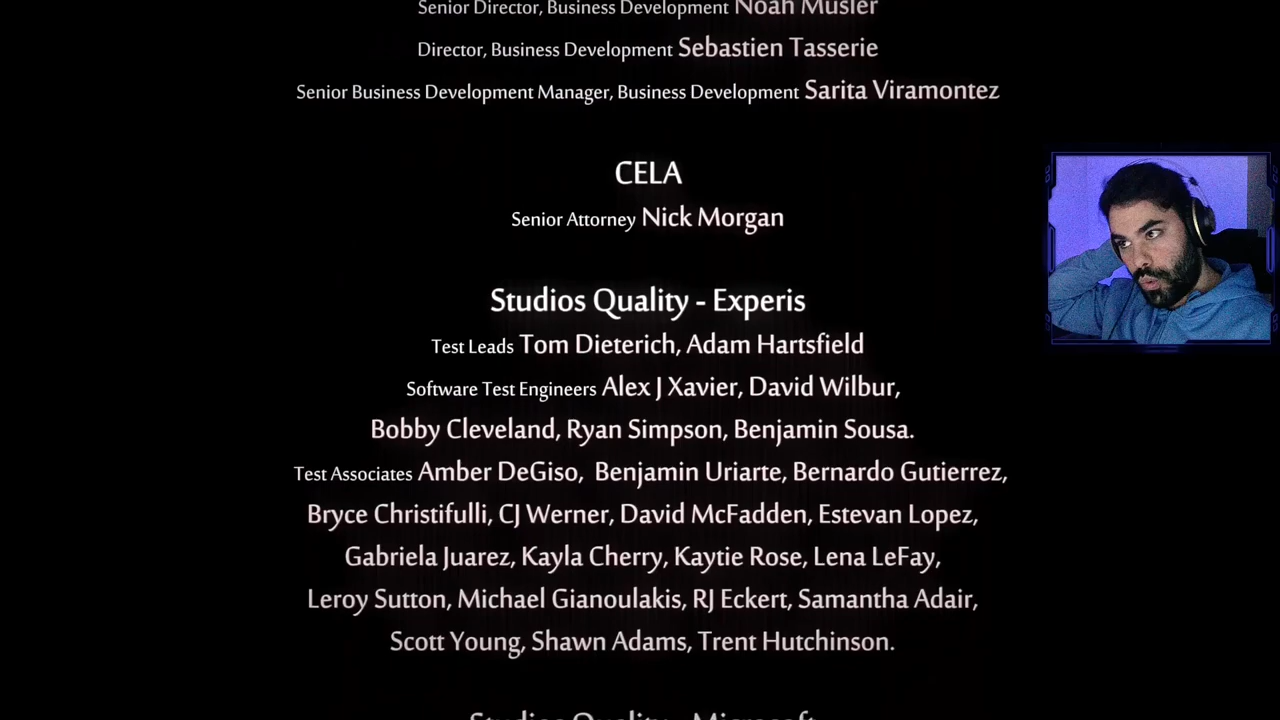 Senior Director, Business Development Noah Musler
Director, Business Development Sebastien Tasserie
Senior Business Development Manager, Business Development Sarita Viramontez
CELA
Senior Attorney Nick Morgan
Studios Quality - Experis
Test Leads Tom Dieterich, Adam Hartsfield
Software Test Engineers Alex J Xavier, David Wilbur,
Bobby Cleveland, Ryan Simpson, Benjamin Sousa.
Test Associates Amber DeGiso, Benjamin Uriarte, Bernardo Gutierrez,
Bryce Christifulli, CJ Werner, David McFadden, Estevan Lopez,
Gabriela Juarez, Kayla Cherry, Kaytie Rose, Lena LeFay,
Leroy Sutton, Michael Gianoulakis, RJ Eckert, Samantha Adair,
Scott Young, Shawn Adams, Trent Hutchinson.
Studios Quality - Microsoft